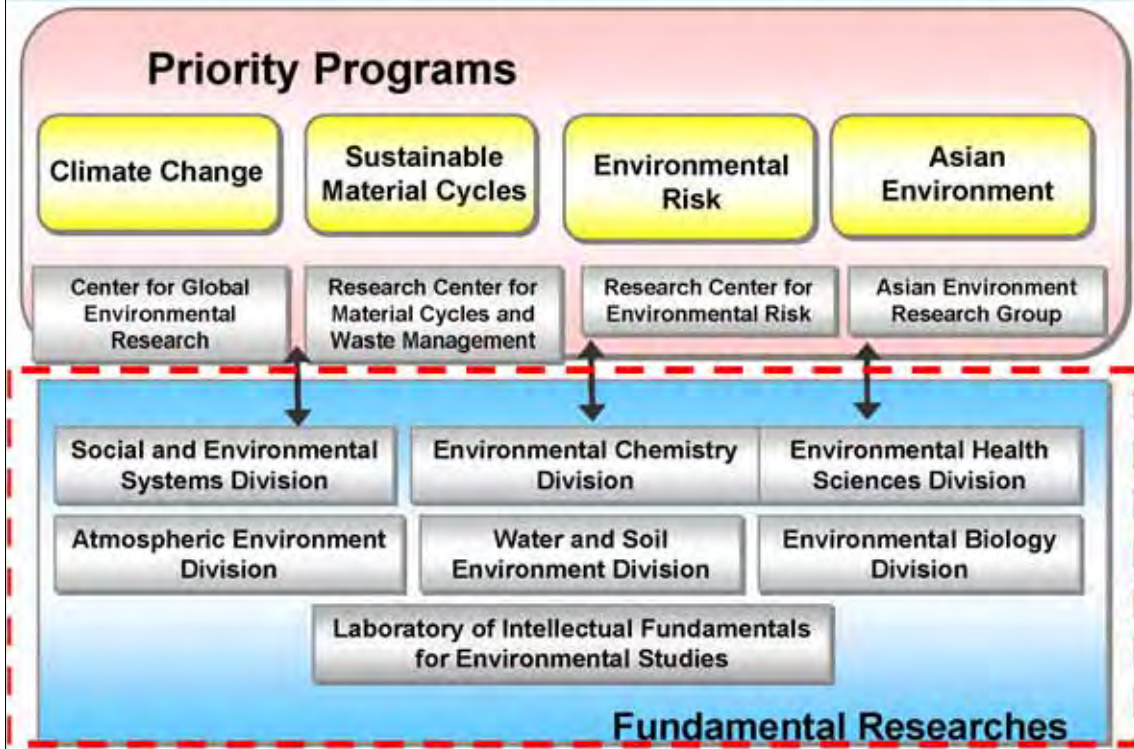 Priority Programs
Climate Change
Sustainable
Material Cycles
Environmental
Risk
Asian
Environment
Center for Global
Environmental
Research
Research Center for
Material Cycles and
Waste Management
Research Center for
Environmental Risk
Asian Environment
Research Group
Social and Environmental
Systems Division
Environmental Chemistry
Division
Environmental Health
Sciences Division
Atmospheric Environment
Division
Water and Soil
Environment Division
Environmental Biology
Division
Laboratory of Intellectual Fundamentals
for Environmental Studies
Fundamental Researches